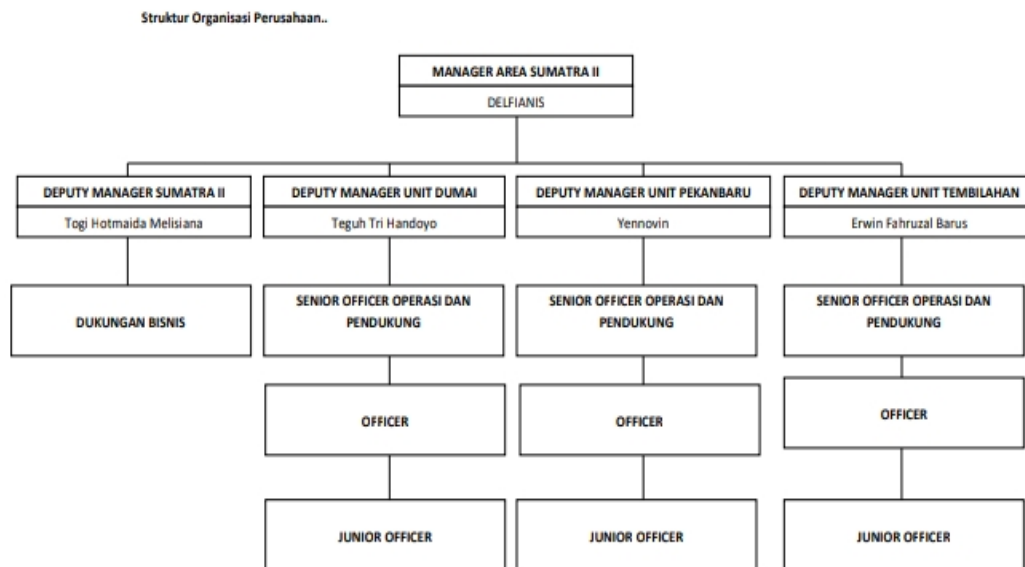 Struktur Organisasi Perusahaan..
MANAGER AREA SUMATRA II
DELFIANIS
DEPUTY MANAGER SUMATRA II
Togi Hotmaida Melisiana
DUKUNGAN BISNIS
DEPUTY MANAGER UNIT DUMAI
Teguh Tri Handoyo
SENIOR OFFICER OPERASI DAN
PENDUKUNG
OFFICER
JUNIOR OFFICER
DEPUTY MANAGER UNIT PEKANBARU
Yennovin
SENIOR OFFICER OPERASI DAN
PENDUKUNG
OFFICER
JUNIOR OFFICER
DEPUTY MANAGER UNIT TEMBILAHAN
Erwin Fahruzal Barus
SENIOR OFFICER OPERASI DAN
PENDUKUNG
OFFICER
JUNIOR OFFICER